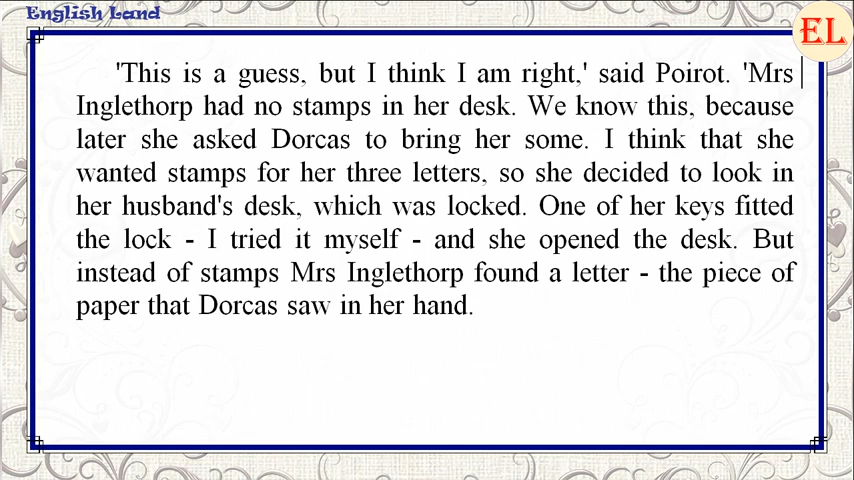 English Land
EL
'This is a guess, but I think I am right,' said Poirot. 'Mrs
Inglethorp had no stamps in her desk. We know this, because
later she asked Dorcas to bring her some. I think that she
wanted stamps for her three letters, so she decided to look in
her husband's desk, which was locked. One of her keys fitted
the lock - I tried it myself - and she opened the desk. But
instead of stamps Mrs Inglethorp found a letter - the piece of
paper that Dorcas saw in her hand.